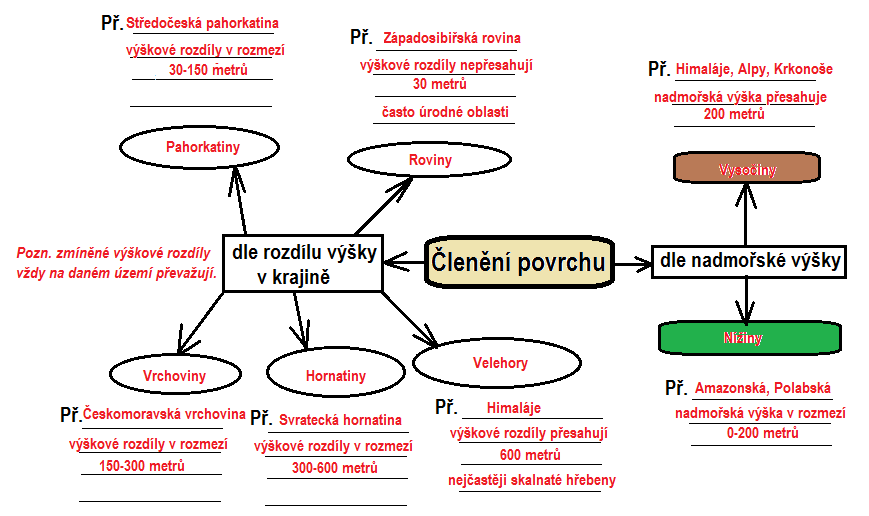 Př. Středočeská pahorkatina
výškové rozdíly v rozmezí
30-150 metrů
Pahorkatiny
Př. Západosibiřská rovina
výškové rozdíly nepřesahují
30 metrů
často úrodné oblasti
Roviny
Př. Himaláje, Alpy, Krkonoše
nadmořská výška přesahuje
200 metrů
Vysočiny
Pozn. zmíněné výškové rozdíly
vždy na daném území převažují.
dle rozdílu výšky
v krajině
Členění povrchu
dle nadmořské výšky
Nížiny
Př. Amazonská, Polabská
nadmořská výška v rozmezí
0-200 metrů
Vrchoviny
Př. Českomoravská vrchovina
výškové rozdíly v rozmezí
150-300 metrů
Hornatiny
Př. Svratecká hornatina
výškové rozdíly v rozmezí
300-600 metrů
Velehory
Př. Himaláje
výškové rozdíly přesahují
600 metrů
nejčastěji skalnaté hřebeny